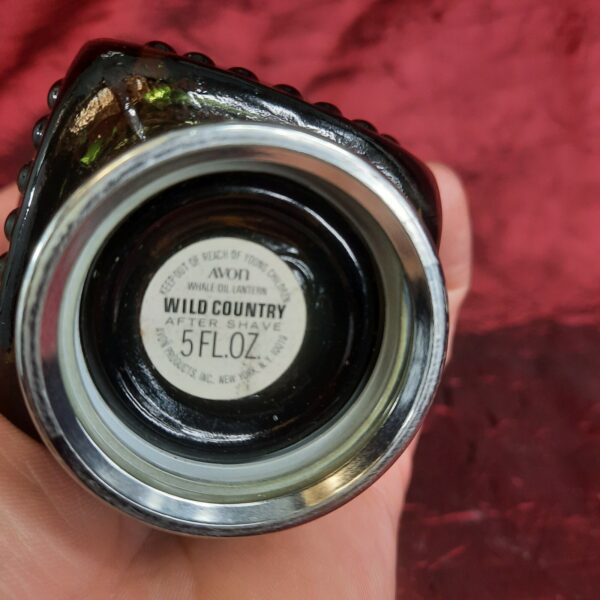 KEEP OUT OF REACH OF YOUNG CHILDREN
AVON
WHALE OIL LANTERN
WILD COUNTRY
AFTER SHAVE
5 FL.OZ.
AVON PRODUCTS, INC., NEW YORK, N.Y. 10019